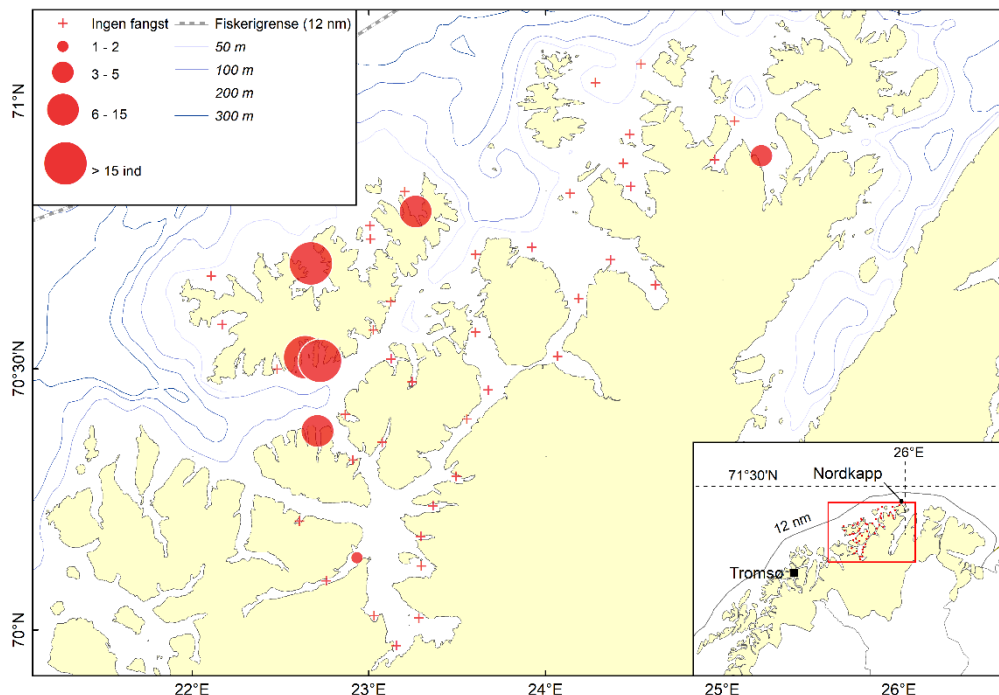 Ingen fangst
1 - 2
3 - 5
6 - 15
> 15 ind
Fiskerigrense (12 nm)
50 m
100 m
200 m
300 m
71°N
70°30'N
70°N
22°E
23°E
24°E
25°E
26°E
26°E
71°30'N
Nordkapp
12 nm
Tromsø